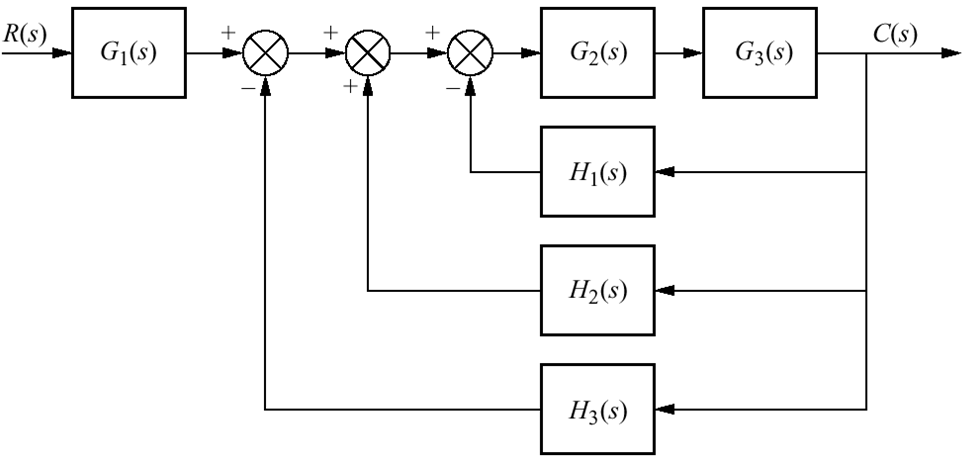 R(s)
G₁(s)
+
+
+
G₂(s)
G₃(s)
C(s)
−
+
−
H₁(s)
H₂(s)
H₃(s)